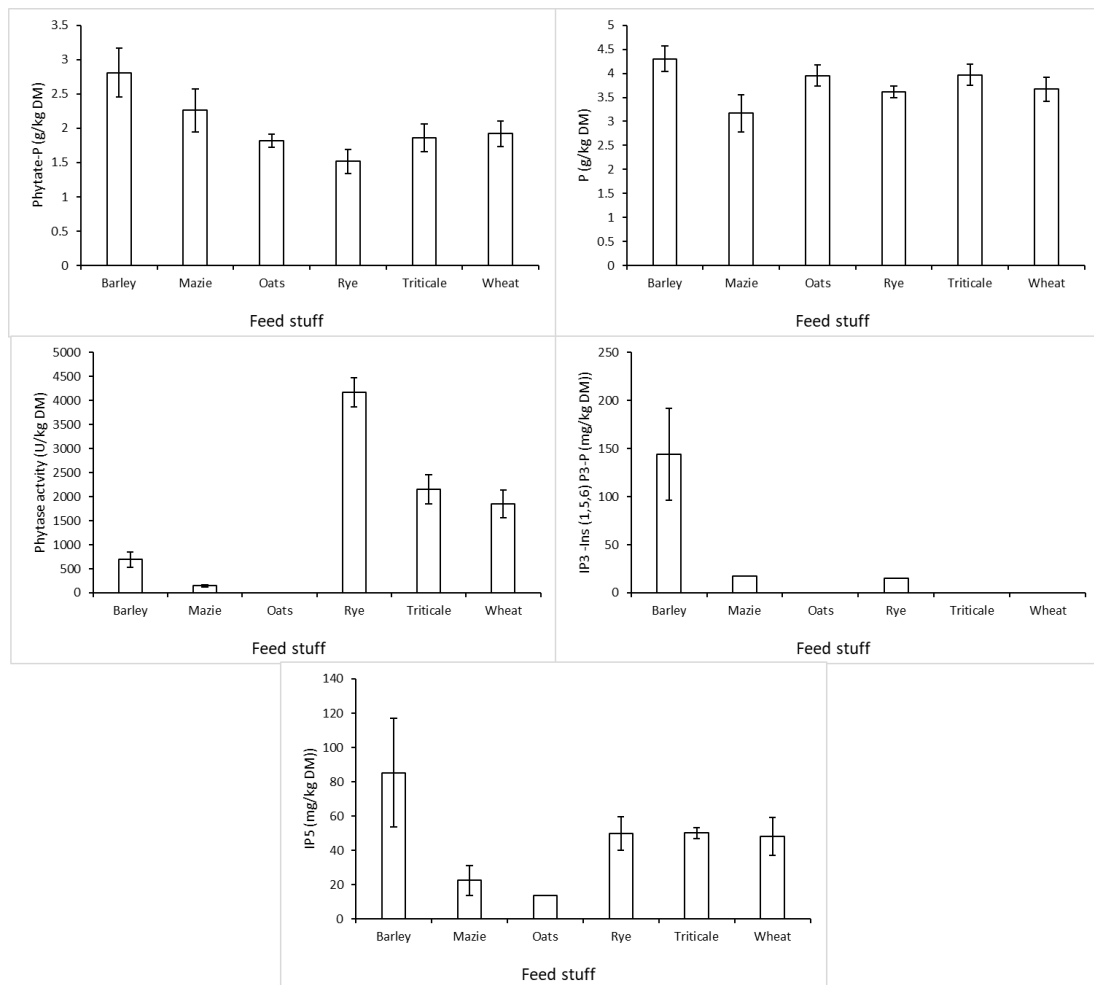 Phytate-P (g/kg DM)
3.5
3
2.5
2
1.5
1
0.5
0
Barley Mazie Oats Rye Triticale Wheat
Feed stuff
P (g/kg DM)
5
4.5
4
3.5
3
2.5
2
1.5
1
0.5
0
Barley Mazie Oats Rye Triticale Wheat
Feed stuff
Phytase actvity (U/kg DM)
5000
4500
4000
3500
3000
2500
2000
1500
1000
500
0
Barley Mazie Oats Rye Triticale Wheat
Feed stuff
IP3 -Ins (1,5,6) P3-P (mg/kg DM))
250
200
150
100
50
0
Barley Mazie Oats Rye Triticale Wheat
Feed stuff
IP5 (mg/kg DM))
140
120
100
80
60
40
20
0
Barley Mazie Oats Rye Triticale Wheat
Feed stuff